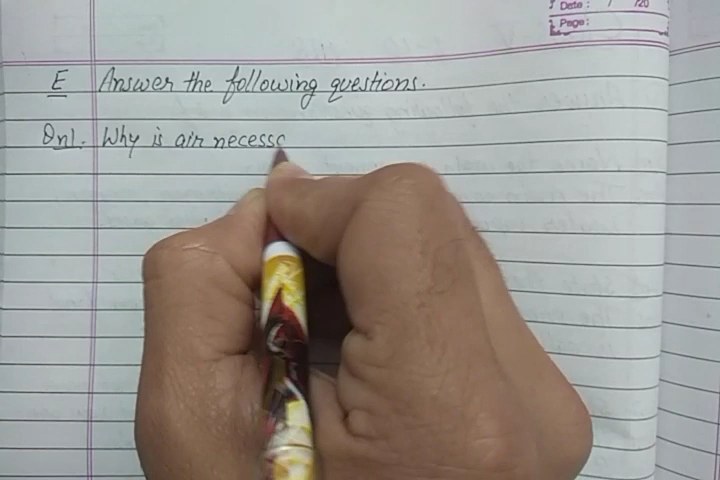 Date: / /20
Page:
E Answer the following questions.
Qn1. Why is air necess